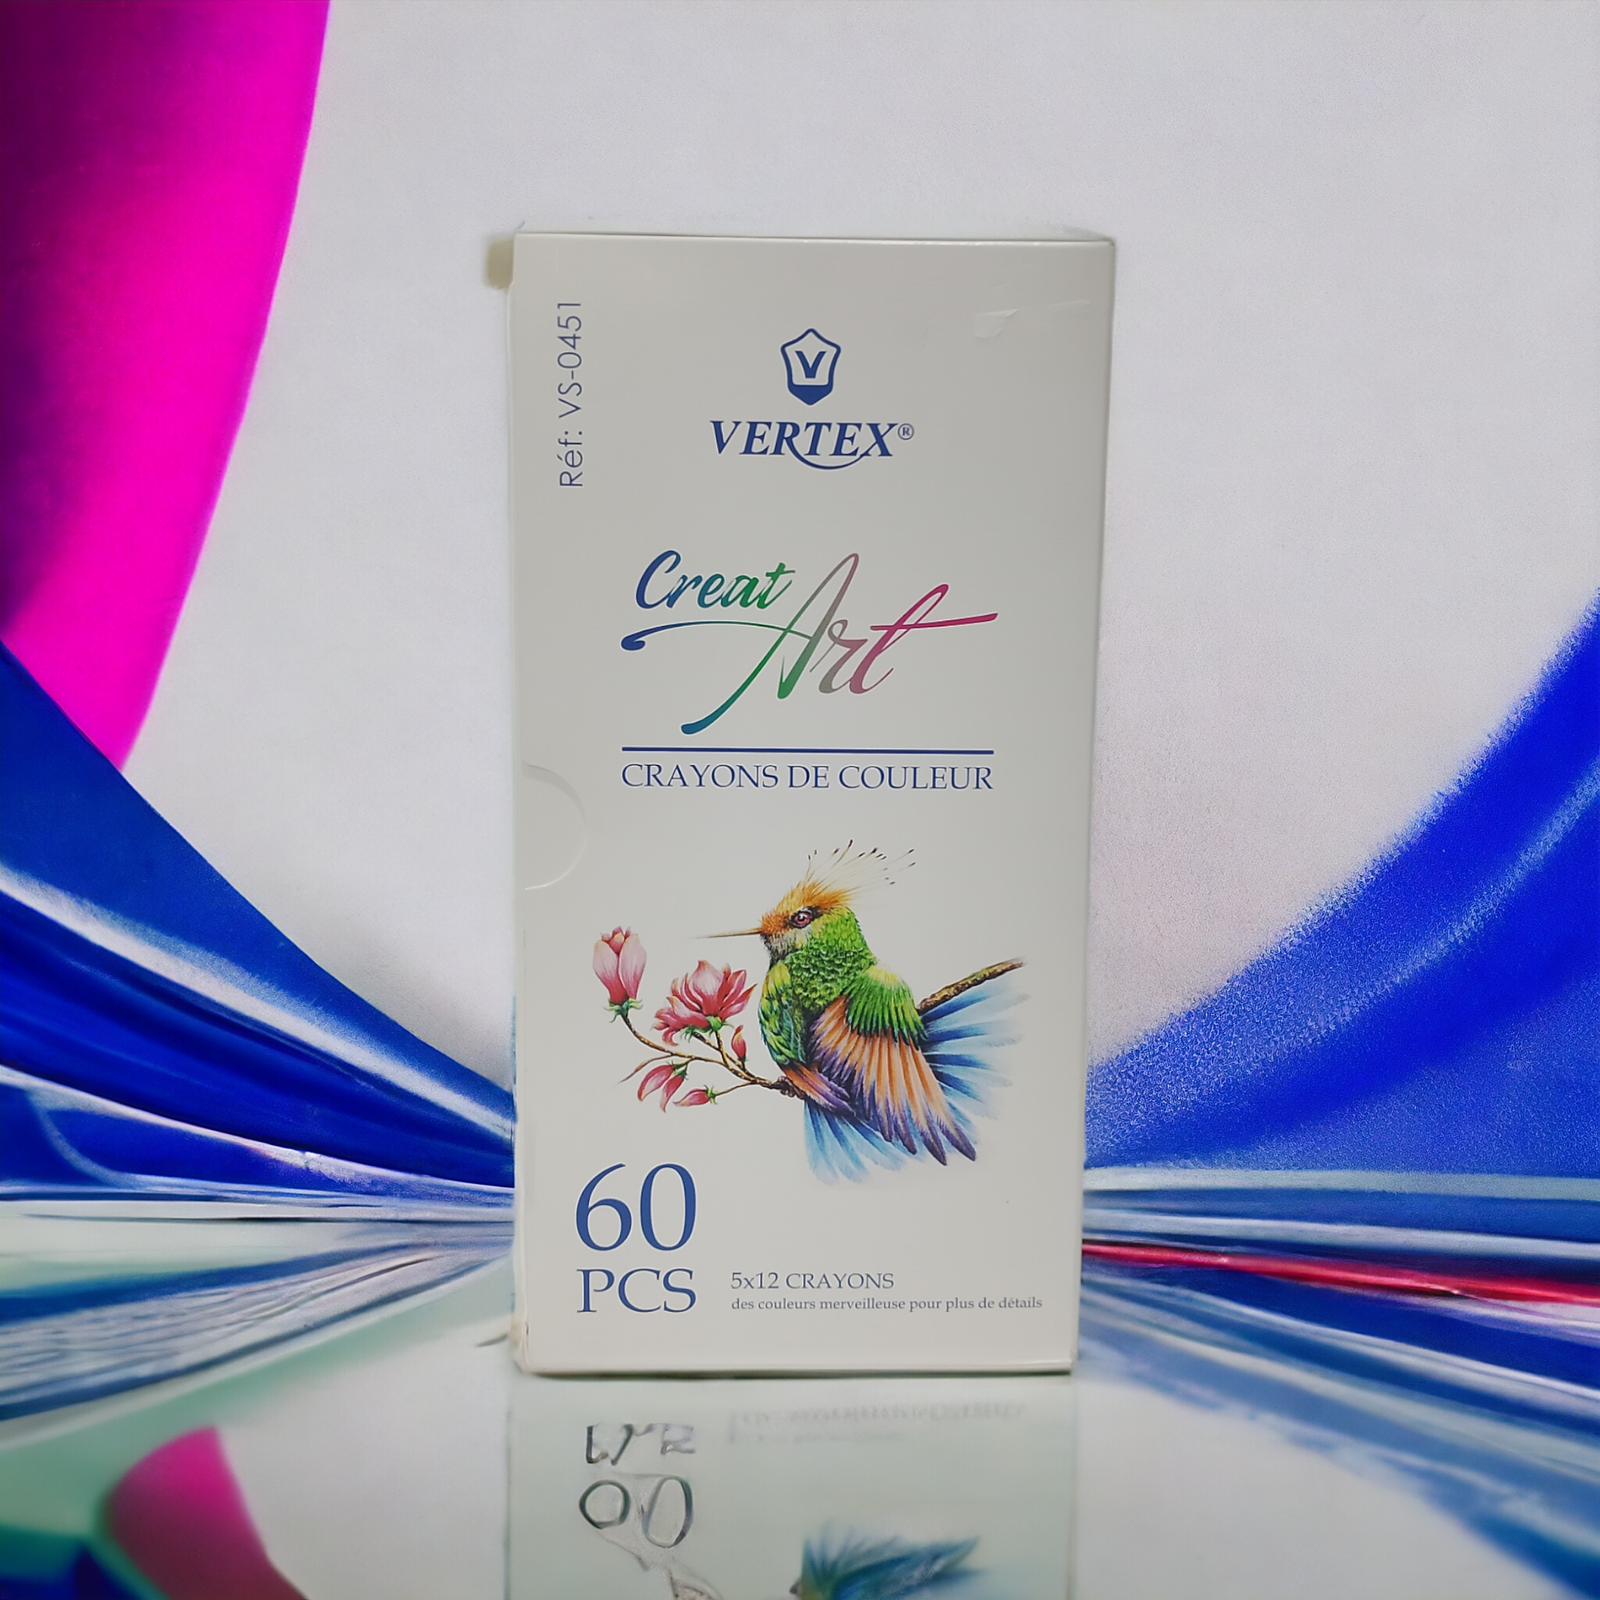 Réf: VS-0451
V
VERTEX®
Creat
Art
CRAYONS DE COULEUR
60
PCS
5x12 CRAYONS
des couleurs merveilleuse pour plus de détails